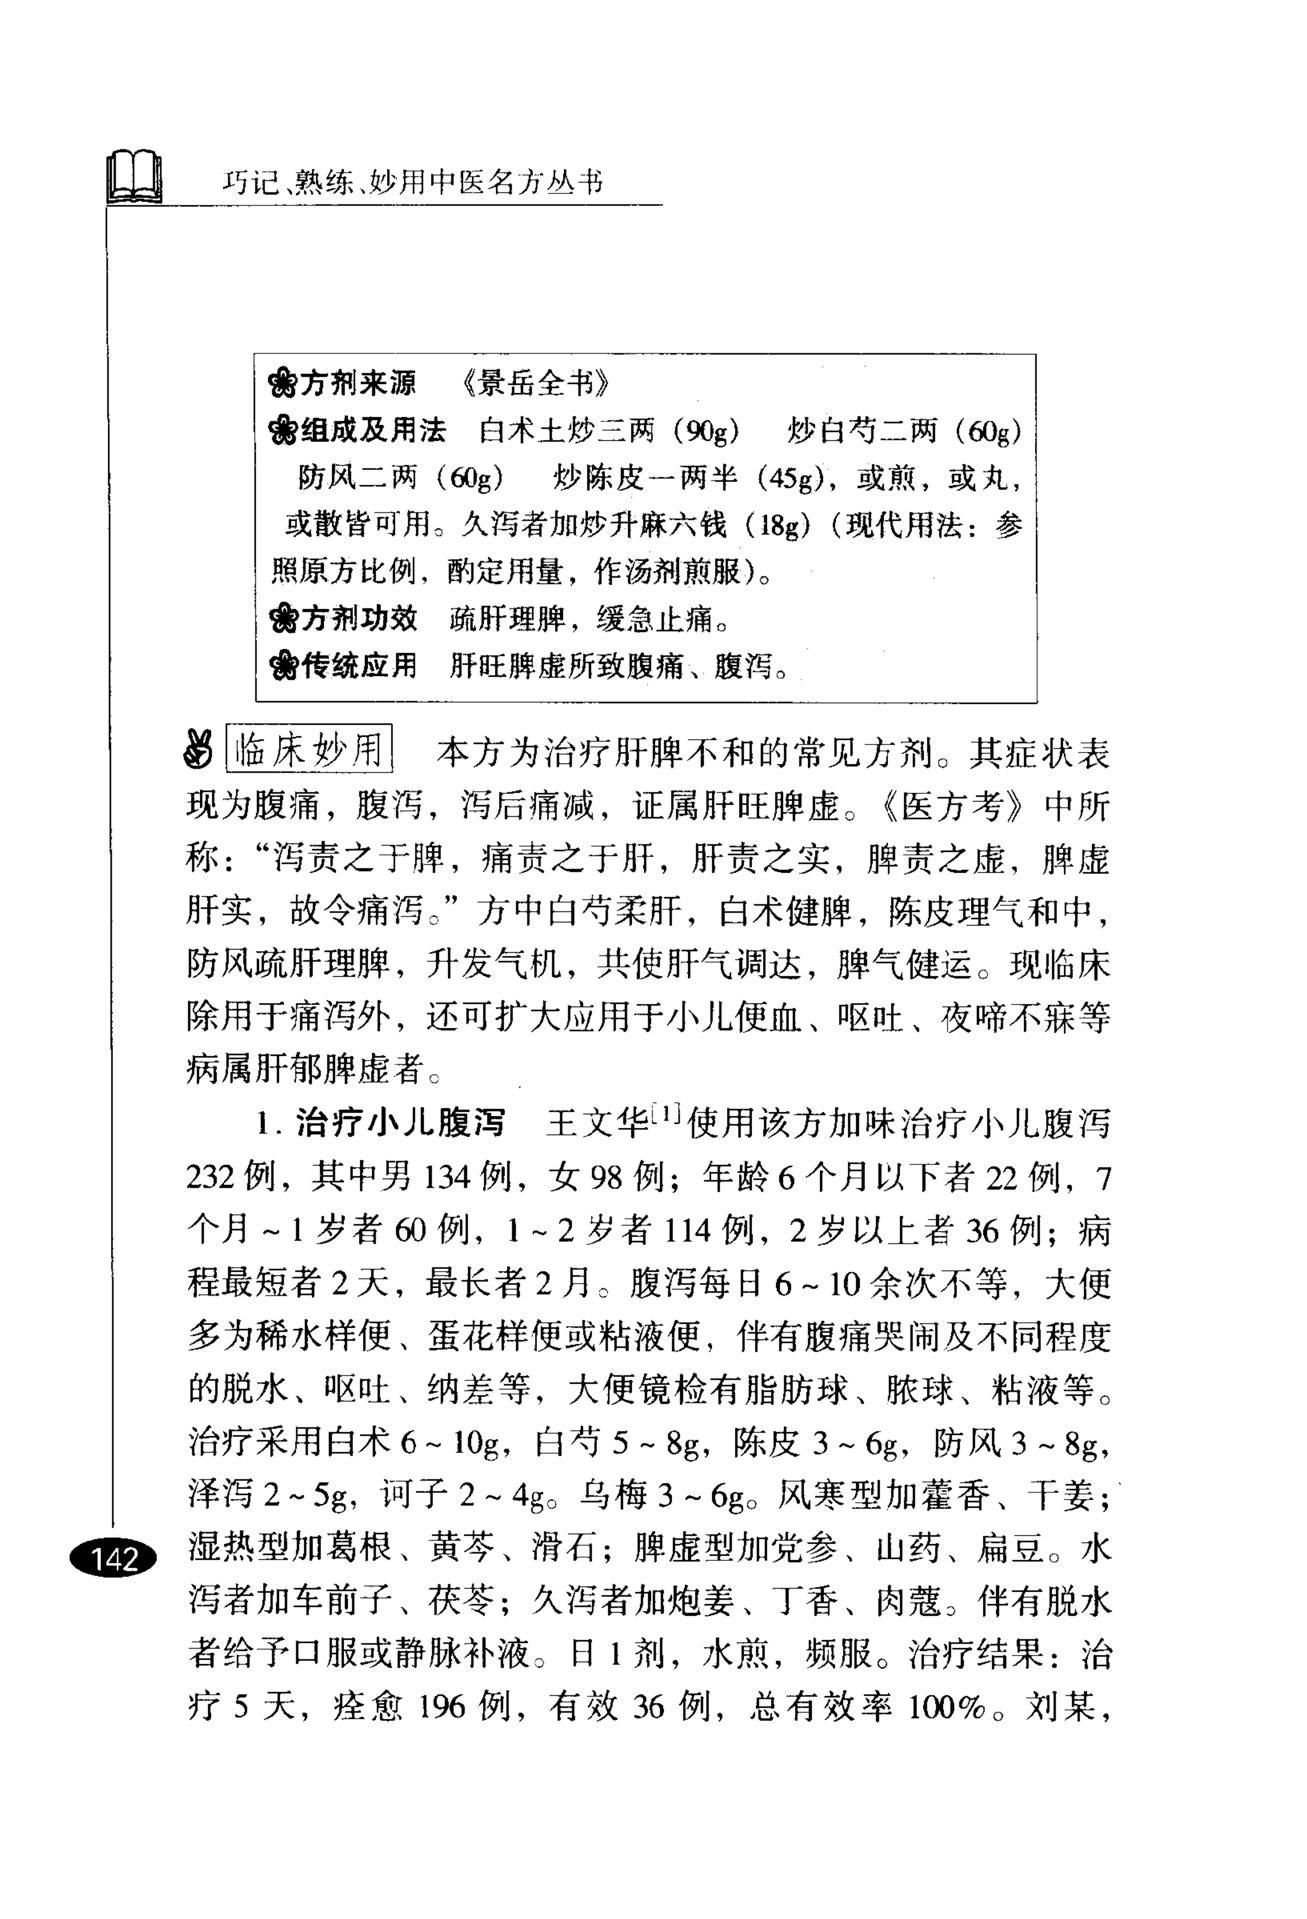 巧记、熟练、妙用中医名方丛书
方剂来源 《景岳全书》
组成及用法 白术土炒三两（90g） 炒白芍二两（60g）
防风二两（60g） 炒陈皮一两半（45g），或煎，或丸，
或散皆可用。久泻者加炒升麻六钱（18g）（现代用法：参
照原方比例，酌定用量，作汤剂煎服）。
方剂功效 疏肝理脾，缓急止痛。
传统应用 肝旺脾虚所致腹痛、腹泻。
临床妙用 本方为治疗肝脾不和的常见方剂。其症状表
现为腹痛，腹泻，泻后痛减，证属肝旺脾虚。《医方考》中所
称：“泻责之于脾，痛责之于肝，肝责之实，脾责之虚，脾虚
肝实，故令痛泻。”方中白芍柔肝，白术健脾，陈皮理气和中，
防风疏肝理脾，升发气机，共使肝气调达，脾气健运。现临床
除用于痛泻外，还可扩大应用于小儿便血、呕吐、夜啼不寐等
病属肝郁脾虚者。
1. 治疗小儿腹泻 王文华[1]使用该方加味治疗小儿腹泻
232例，其中男134例，女98例；年龄6个月以下者22例，7
个月~1岁者60例，1~2岁者114例，2岁以上者36例；病
程最短者2天，最长者2月。腹泻每日6~10余次不等，大便
多为稀水样便、蛋花样便或粘液便，伴有腹痛哭闹及不同程度
的脱水、呕吐、纳差等，大便镜检有脂肪球、脓球、粘液等。
治疗采用白术6~10g，白芍5~8g，陈皮3~6g，防风3~8g，
泽泻2~5g，诃子2~4g。乌梅3~6g。风寒型加藿香、干姜；
湿热型加葛根、黄芩、滑石；脾虚型加党参、山药、扁豆。水
泻者加车前子、茯苓；久泻者加炮姜、丁香、肉蔻。伴有脱水
者给予口服或静脉补液。日1剂，水煎，频服。治疗结果：治
疗5天，痊愈196例，有效36例，总有效率100%。刘某，
142